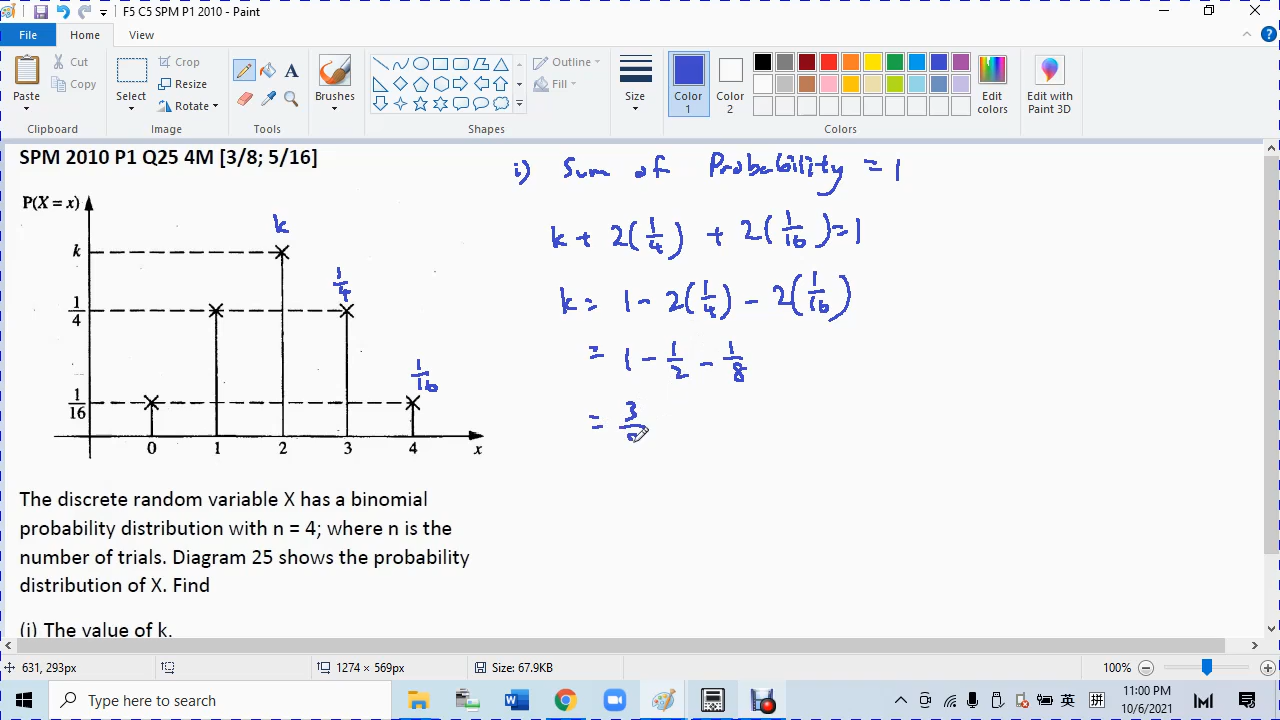 F5 C5 SPM P1 2010 - Paint
File Home View
Paste Cut Copy
Select Crop Resize Rotate
Brushes
Outline Fill
Size
Color 1 Color 2
Edit colors
Edit with Paint 3D
Clipboard Image Tools Shapes Colors
SPM 2010 P1 Q25 4M [3/8; 5/16]
P(X = x)
k
k
1/4
1/4
1/16
1/16
0 1 2 3 4 x
The discrete random variable X has a binomial
probability distribution with n = 4; where n is the
number of trials. Diagram 25 shows the probability
distribution of X. Find
(i) The value of k.
i) Sum of Probability = 1
k + 2(1/4) + 2(1/16) = 1
k = 1 - 2(1/4) - 2(1/16)
= 1 - 1/2 - 1/8
= 3/
631, 293px 1274 × 569px Size: 67.9KB 100%
Type here to search
英 拼 11:00 PM
10/6/2021